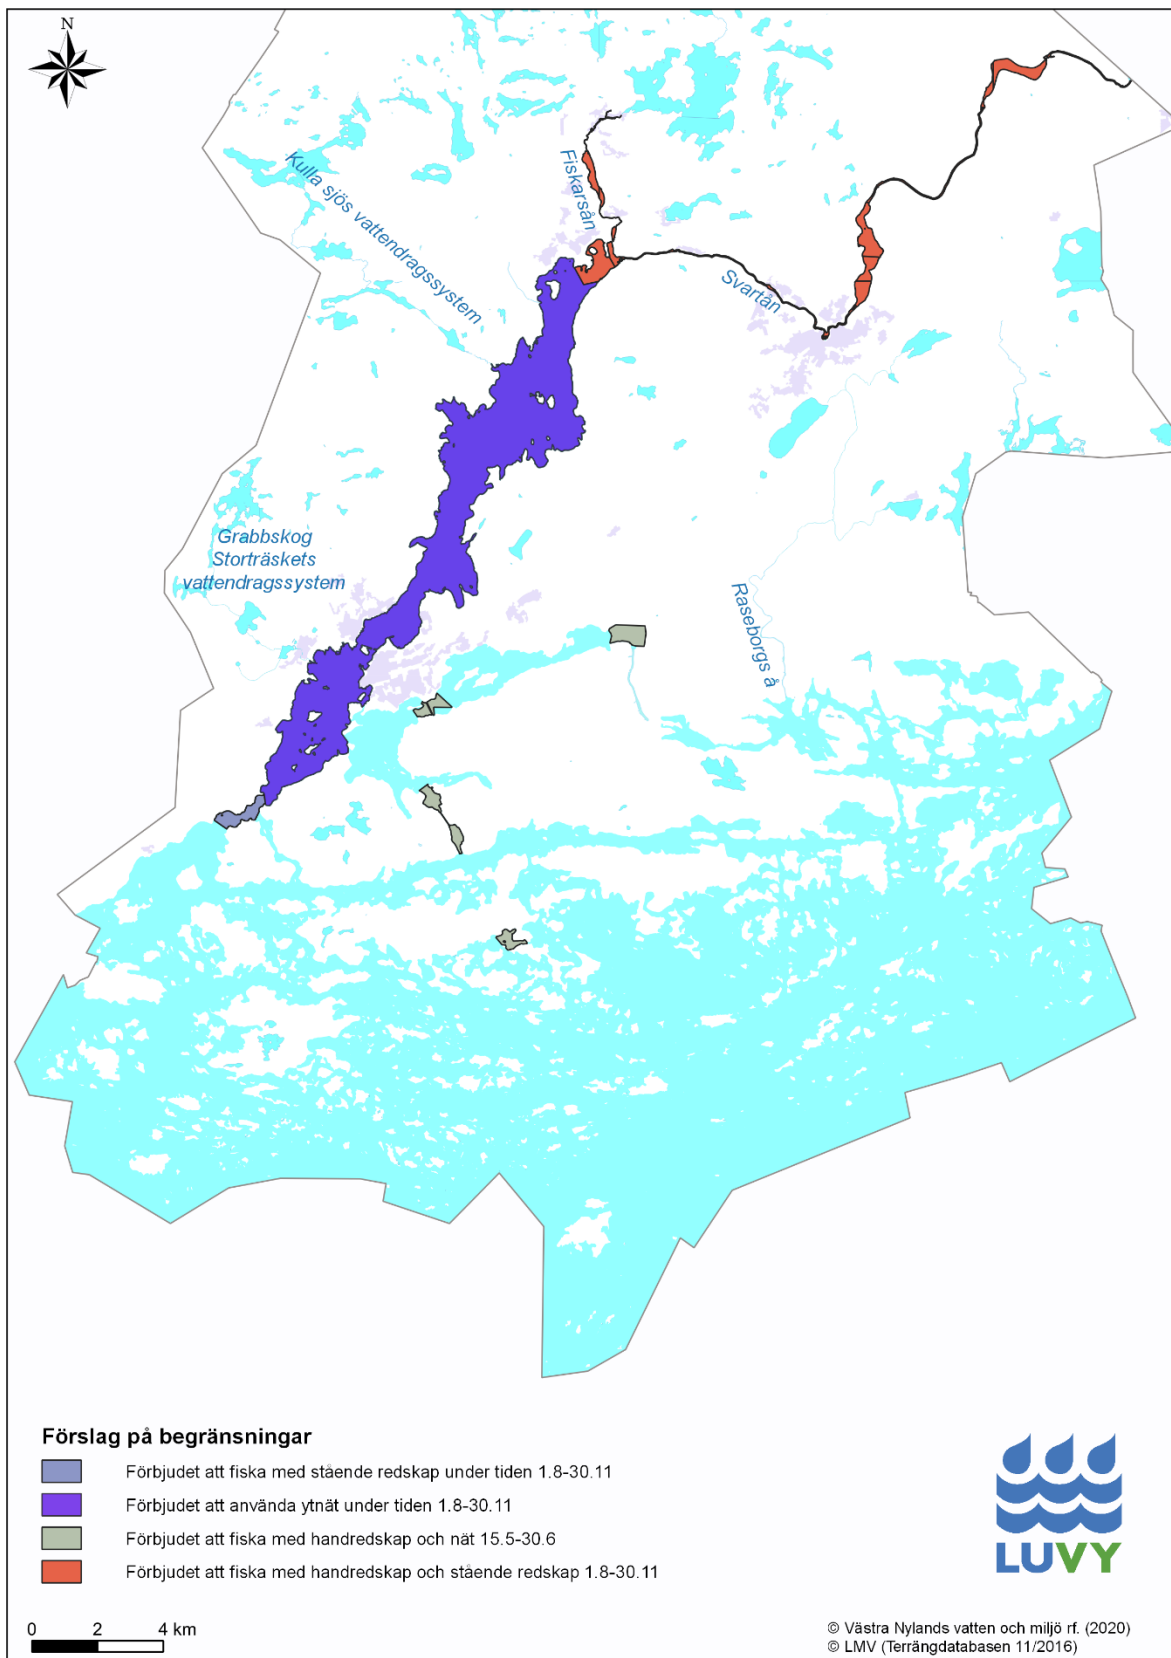 N
Kulla sjös vattendragssystem
Fiskarsån
Svartån
Grabbskog
Storträskets
vattendragssystem
Raseborgs å
Förslag på begränsningar
Förbjudet att fiska med stående redskap under tiden 1.8-30.11
Förbjudet att använda ytnät under tiden 1.8-30.11
Förbjudet att fiska med handredskap och nät 15.5-30.6
Förbjudet att fiska med handredskap och stående redskap 1.8-30.11
LUVY
0 2 4 km
© Västra Nylands vatten och miljö rf. (2020)
© LMV (Terrängdatabasen 11/2016)